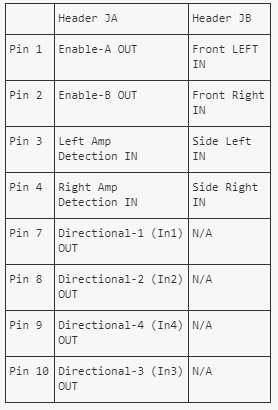 Header JA Header JB
Pin 1 Enable-A OUT Front LEFT
IN
Pin 2 Enable-B OUT Front Right
IN
Pin 3 Left Amp Side Left
Detection IN IN
Pin 4 Right Amp Side Right
Detection IN IN
Pin 7 Directional-1 (In1) N/A
OUT
Pin 8 Directional-2 (In2) N/A
OUT
Pin 9 Directional-4 (In4) N/A
OUT
Pin 10 Directional-3 (In3) N/A
OUT